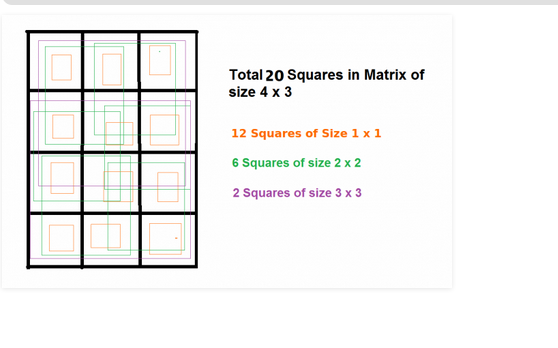 Total 20 Squares in Matrix of
size 4 x 3
12 Squares of Size 1 x 1
6 Squares of size 2 x 2
2 Squares of size 3 x 3